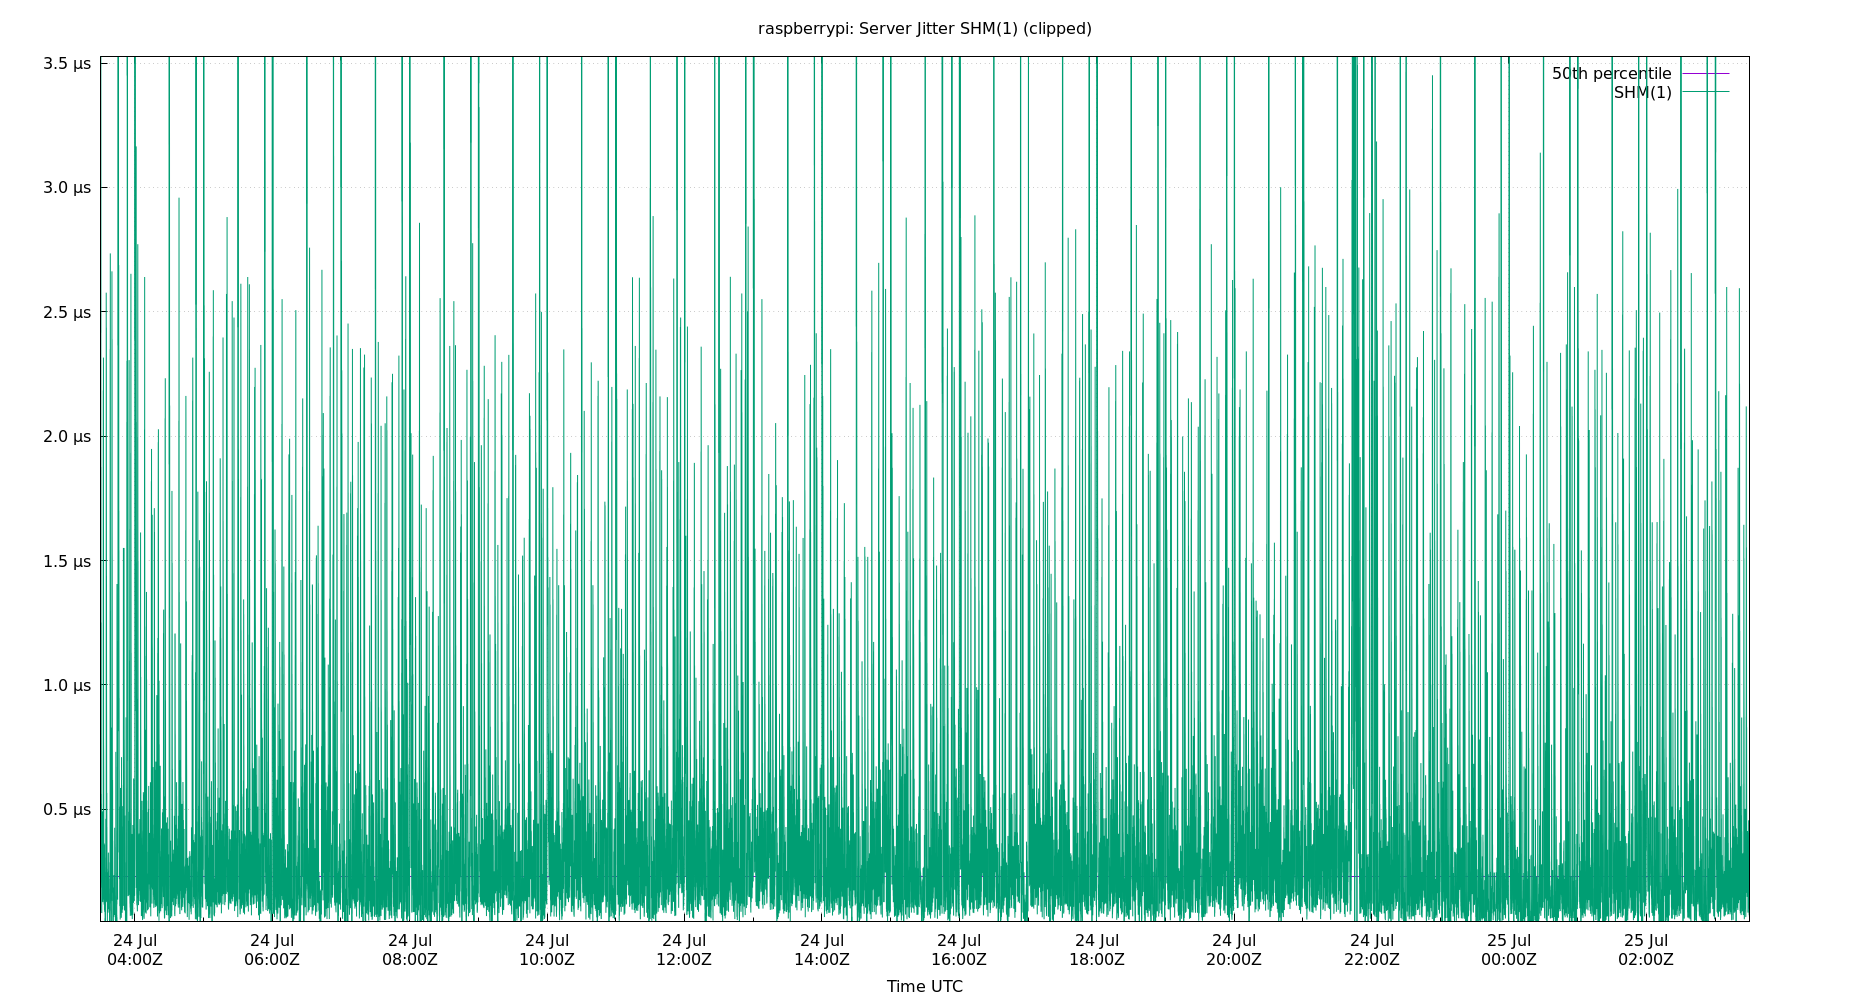 raspberrypi: Server Jitter SHM(1) (clipped)
50th percentile
SHM(1)
3.5 µs
3.0 µs
2.5 µs
2.0 µs
1.5 µs
1.0 µs
0.5 µs
24 Jul 24 Jul 24 Jul 24 Jul 24 Jul 24 Jul 24 Jul 24 Jul 24 Jul 24 Jul 25 Jul 25 Jul
04:00Z 06:00Z 08:00Z 10:00Z 12:00Z 14:00Z 16:00Z 18:00Z 20:00Z 22:00Z 00:00Z 02:00Z
Time UTC